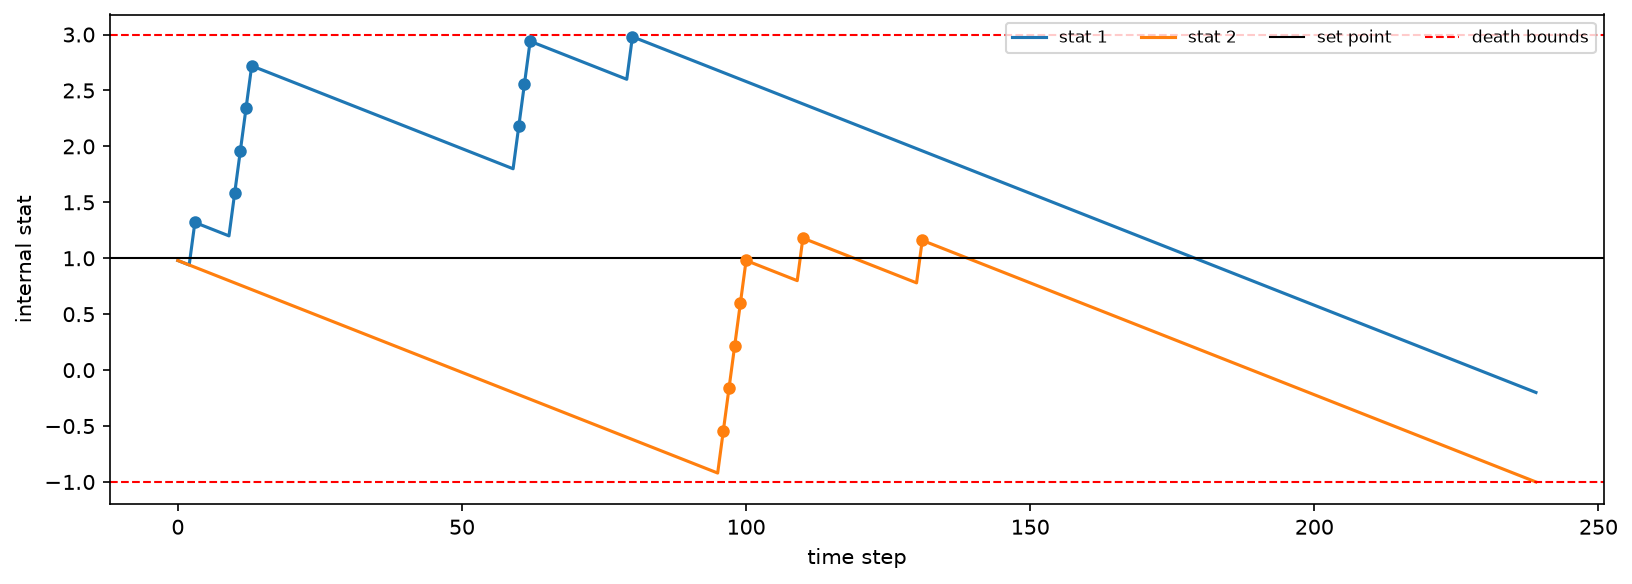 3.0
2.5
2.0
1.5
1.0
0.5
0.0
−0.5
−1.0
internal stat
stat 1 stat 2 set point death bounds
0 50 100 150 200 250
time step